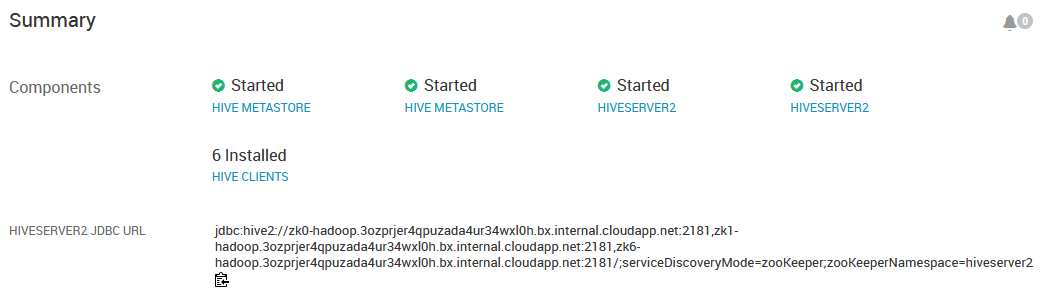 Summary
0
Components
Started Started Started Started
HIVE METASTORE HIVE METASTORE HIVESERVER2 HIVESERVER2
6 Installed
HIVE CLIENTS
HIVESERVER2 JDBC URL jdbc:hive2://zk0-hadoop.3ozprjer4qpuzada4ur34wxl0h.bx.internal.cloudapp.net:2181,zk1-
hadoop.3ozprjer4qpuzada4ur34wxl0h.bx.internal.cloudapp.net:2181,zk6-
hadoop.3ozprjer4qpuzada4ur34wxl0h.bx.internal.cloudapp.net:2181/;serviceDiscoveryMode=zooKeeper;zooKeeperNamespace=hiveserver2